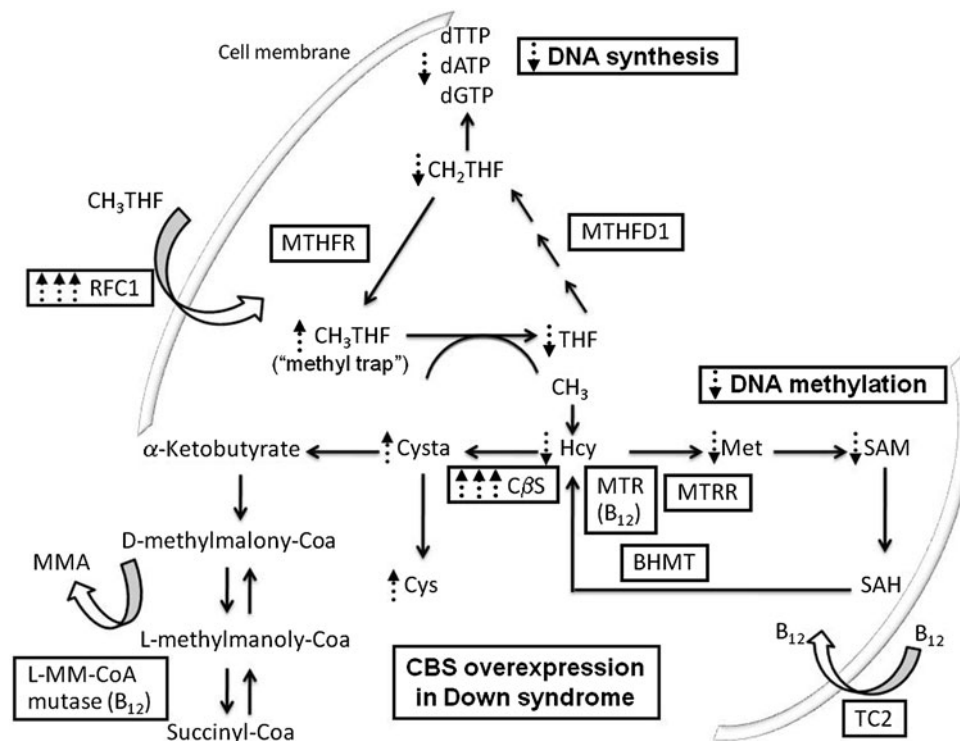 Cell membrane
dTTP
dATP
dGTP
DNA synthesis
CH₂THF
CH₃THF
MTHFR
MTHFD1
RFC1
CH₃THF
("methyl trap")
THF
CH₃
DNA methylation
α-Ketobutyrate
Cysta
Hcy
Met
SAM
CβS
MTR
(B₁₂)
MTRR
D-methylmalony-Coa
MMA
Cys
BHMT
SAH
L-methylmanoly-Coa
B₁₂
B₁₂
L-MM-CoA
mutase (B₁₂)
CBS overexpression
in Down syndrome
TC2
Succinyl-Coa